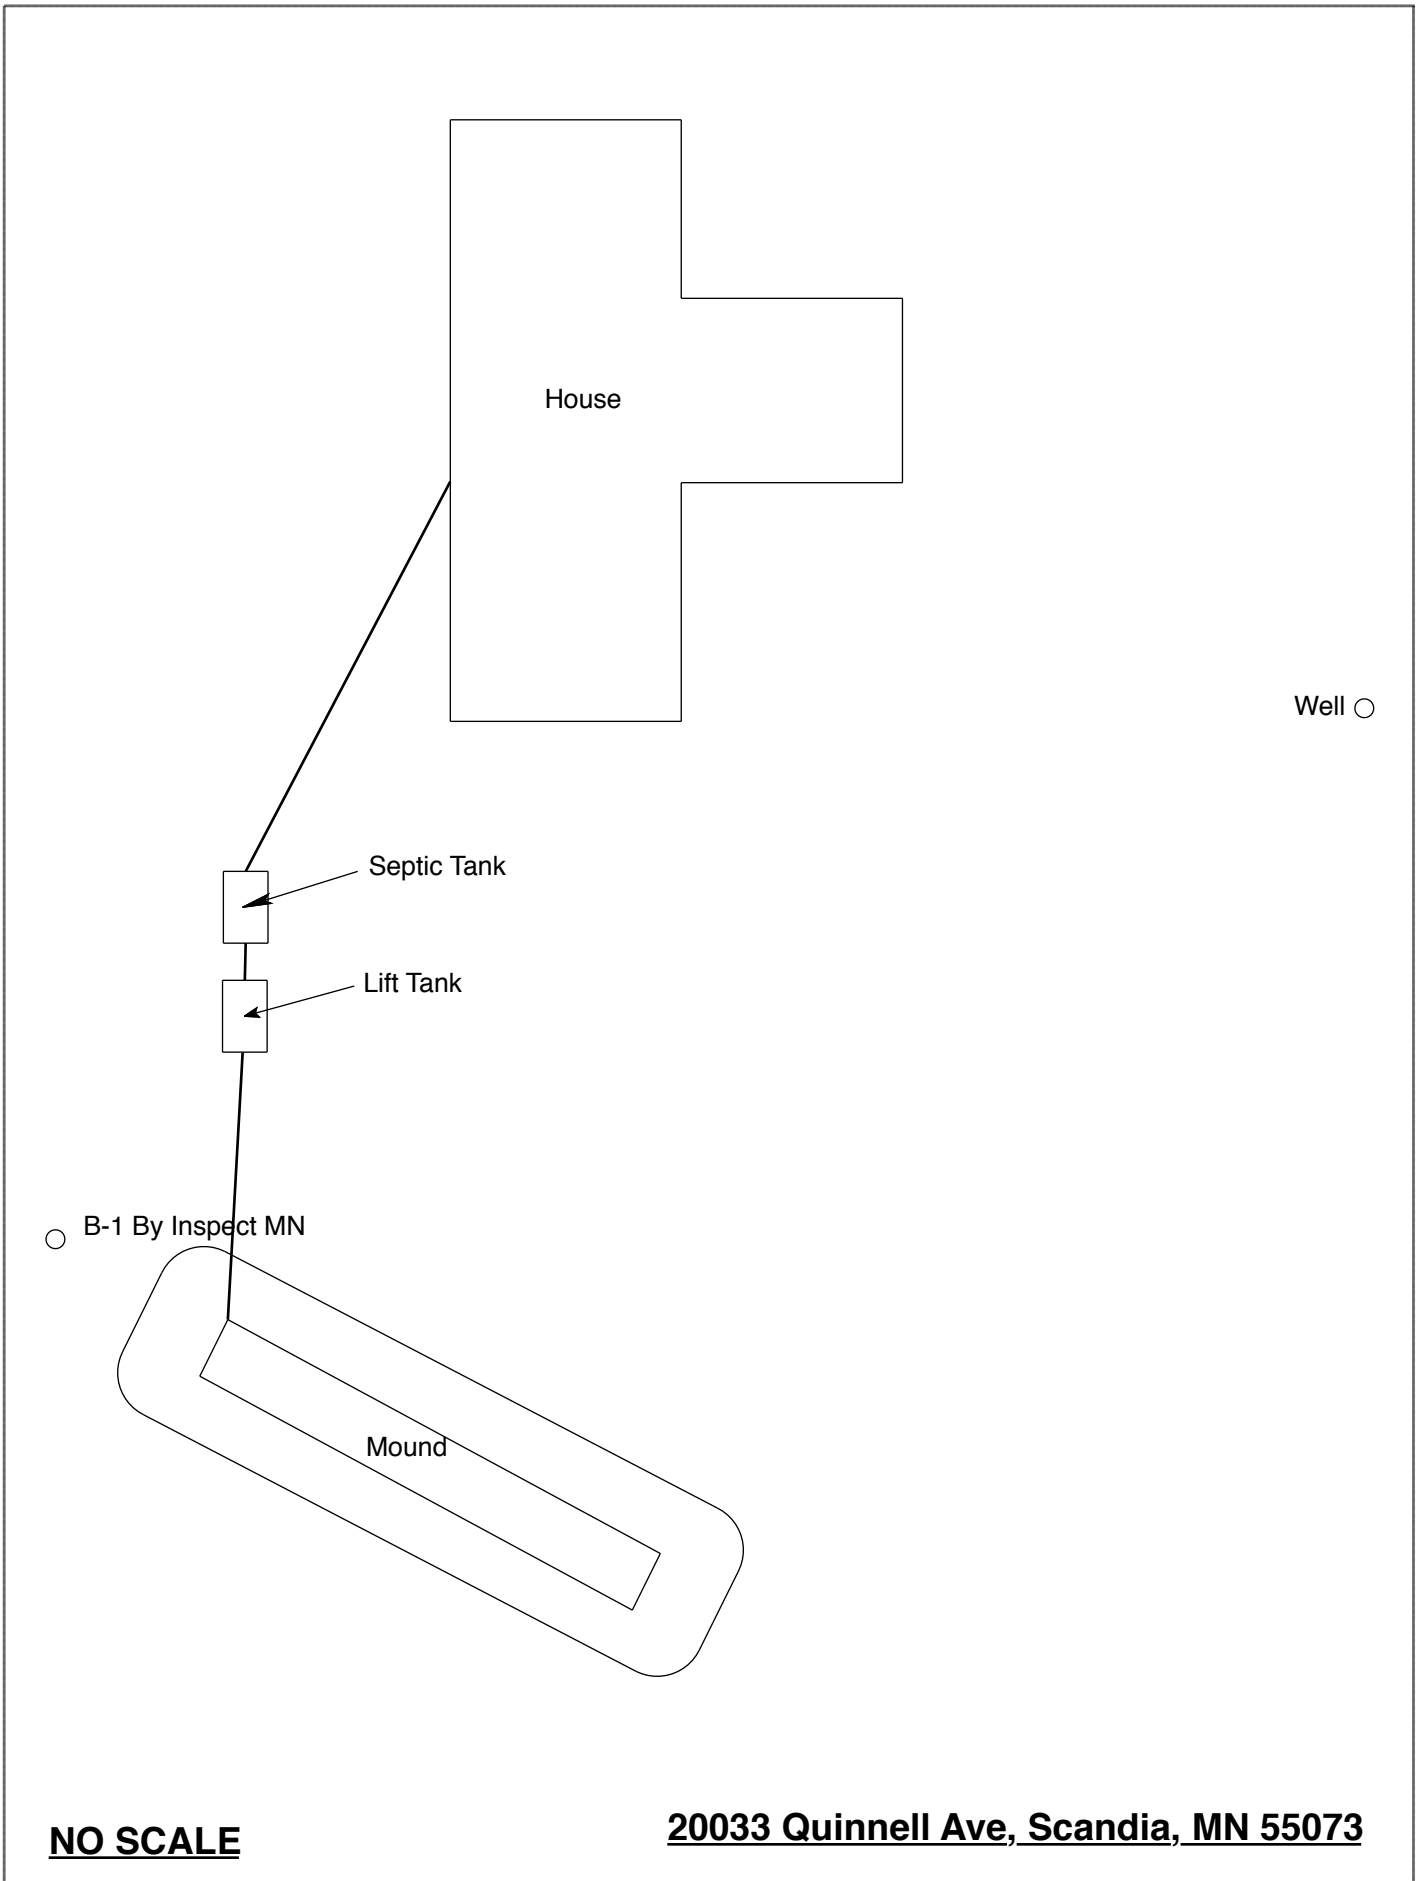 House
Well
Septic Tank
Lift Tank
B-1 By Inspect MN
Mound
NO SCALE
20033 Quinnell Ave, Scandia, MN 55073